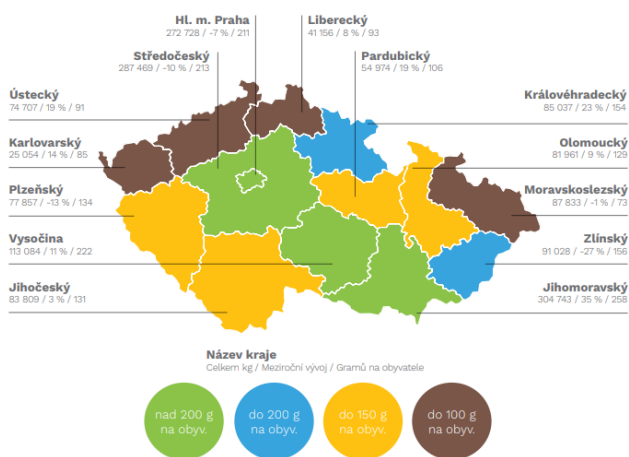 Hl. m. Praha
272 728 / -7 % / 211
Liberecký
41 156 / 8 % / 93
Středočeský
287 469 / -10 % / 213
Pardubický
54 974 / 19 % / 106
Ústecký
74 707 / 19 % / 91
Královéhradecký
85 037 / 23 % / 154
Karlovarský
25 054 / 14 % / 85
Olomoucký
81 961 / 9 % / 129
Plzeňský
77 857 / -13 % / 134
Moravskoslezský
87 833 / -1 % / 73
Vysočina
113 084 / 11 % / 222
Zlínský
91 028 / -27 % / 156
Jihočeský
83 809 / 3 % / 131
Jihomoravský
304 743 / 35 % / 258
Název kraje
Celkem kg / Meziroční vývoj / Gramů na obyvatele
nad 200 g
na obyv.
do 200 g
na obyv.
do 150 g
na obyv.
do 100 g
na obyv.